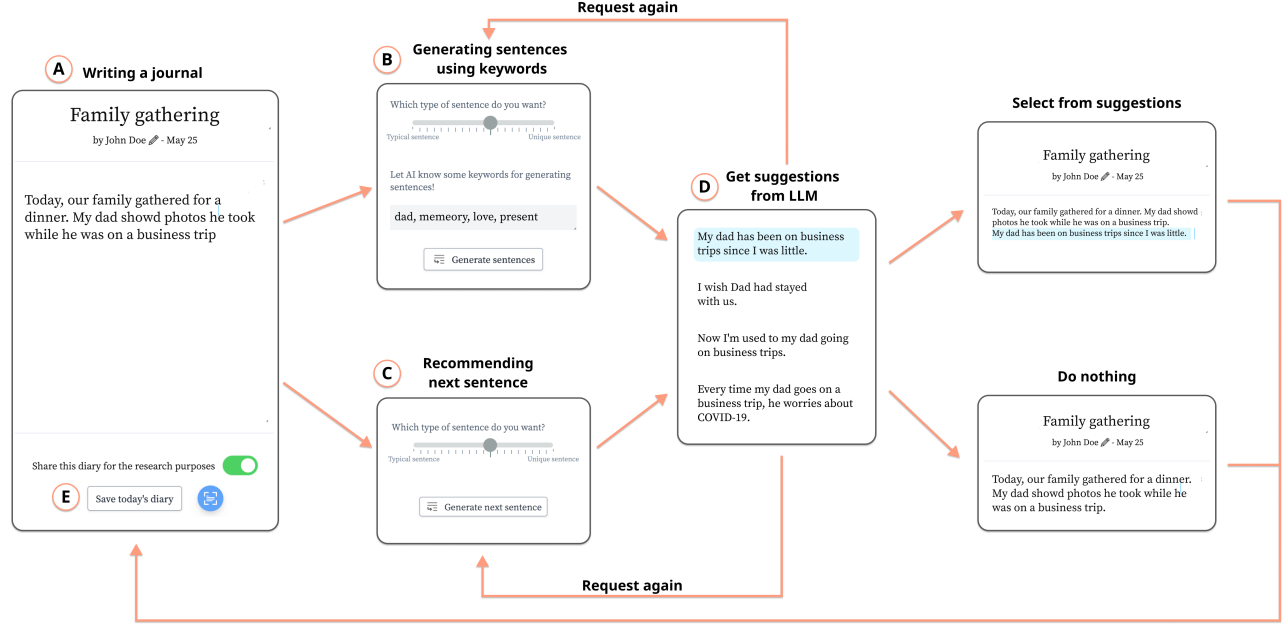 Request again
A
Writing a journal
Family gathering
by John Doe - May 25
Today, our family gathered for a
dinner. My dad showd photos he took
while he was on a business trip
Share this diary for the research purposes
E
Save today's diary
B
Generating sentences
using keywords
Which type of sentence do you want?
Typical sentence
Unique sentence
Let AI know some keywords for generating
sentences!
dad, memeory, love, present
Generate sentences
C
Recommending
next sentence
Which type of sentence do you want?
Typical sentence
Unique sentence
Generate next sentence
Request again
D
Get suggestions
from LLM
My dad has been on business
trips since I was little.
I wish Dad had stayed
with us.
Now I'm used to my dad going
on business trips.
Every time my dad goes on a
business trip, he worries about
COVID-19.
Select from suggestions
Family gathering
by John Doe - May 25
Today, our family gathered for a dinner. My dad showd
photos he took while he was on a business trip.
My dad has been on business trips since I was little.
Do nothing
Family gathering
by John Doe - May 25
Today, our family gathered for a dinner.
My dad showd photos he took while he
was on a business trip.